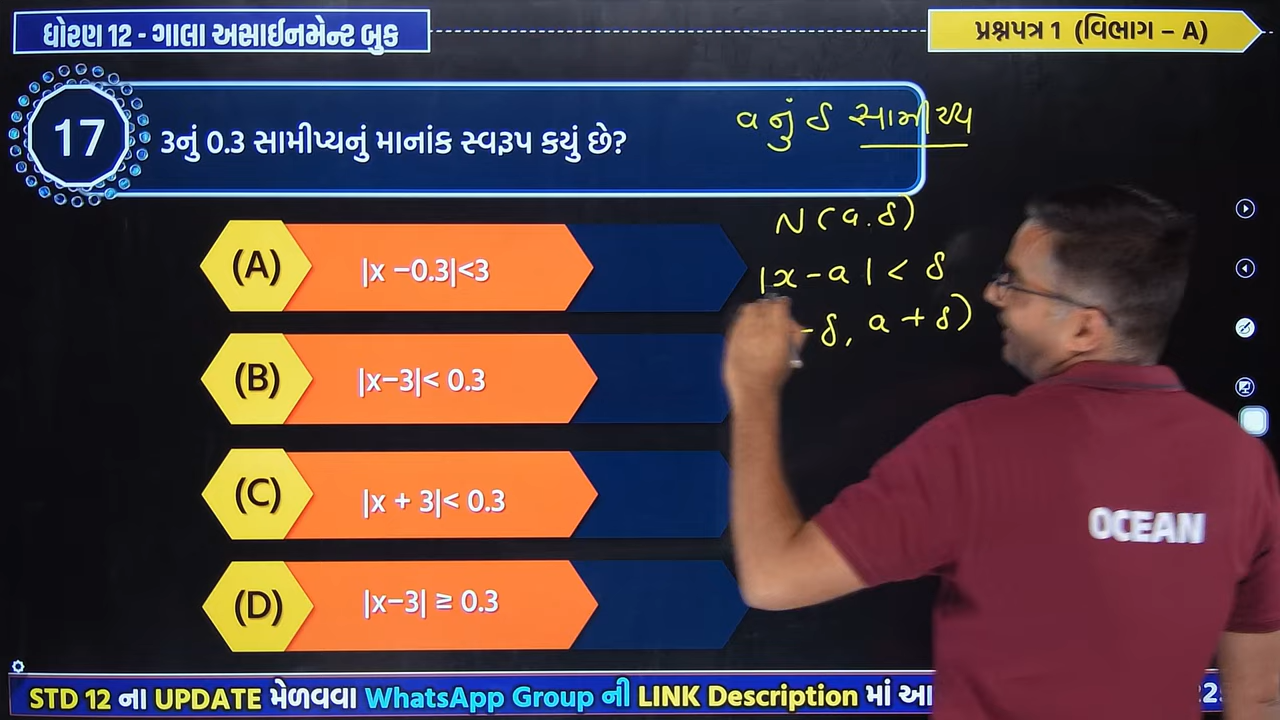 ધોરણ 12 - ગાલા અસાઈનમેન્ટ બુક
પ્રશ્નપત્ર 1 (વિભાગ – A)
17
3નું 0.3 સામીપ્યનું માનાંક સ્વરૂપ કયું છે?
a નું δ સામીપ્ય
N (a, δ)
|x - a| < δ
- δ, a + δ)
(A) |x –0.3|<3
(B) |x–3|< 0.3
(C) |x + 3|< 0.3
(D) |x–3| ≥ 0.3
OCEAN
STD 12 ના UPDATE મેળવવા WhatsApp Group ની LINK Description માં આ